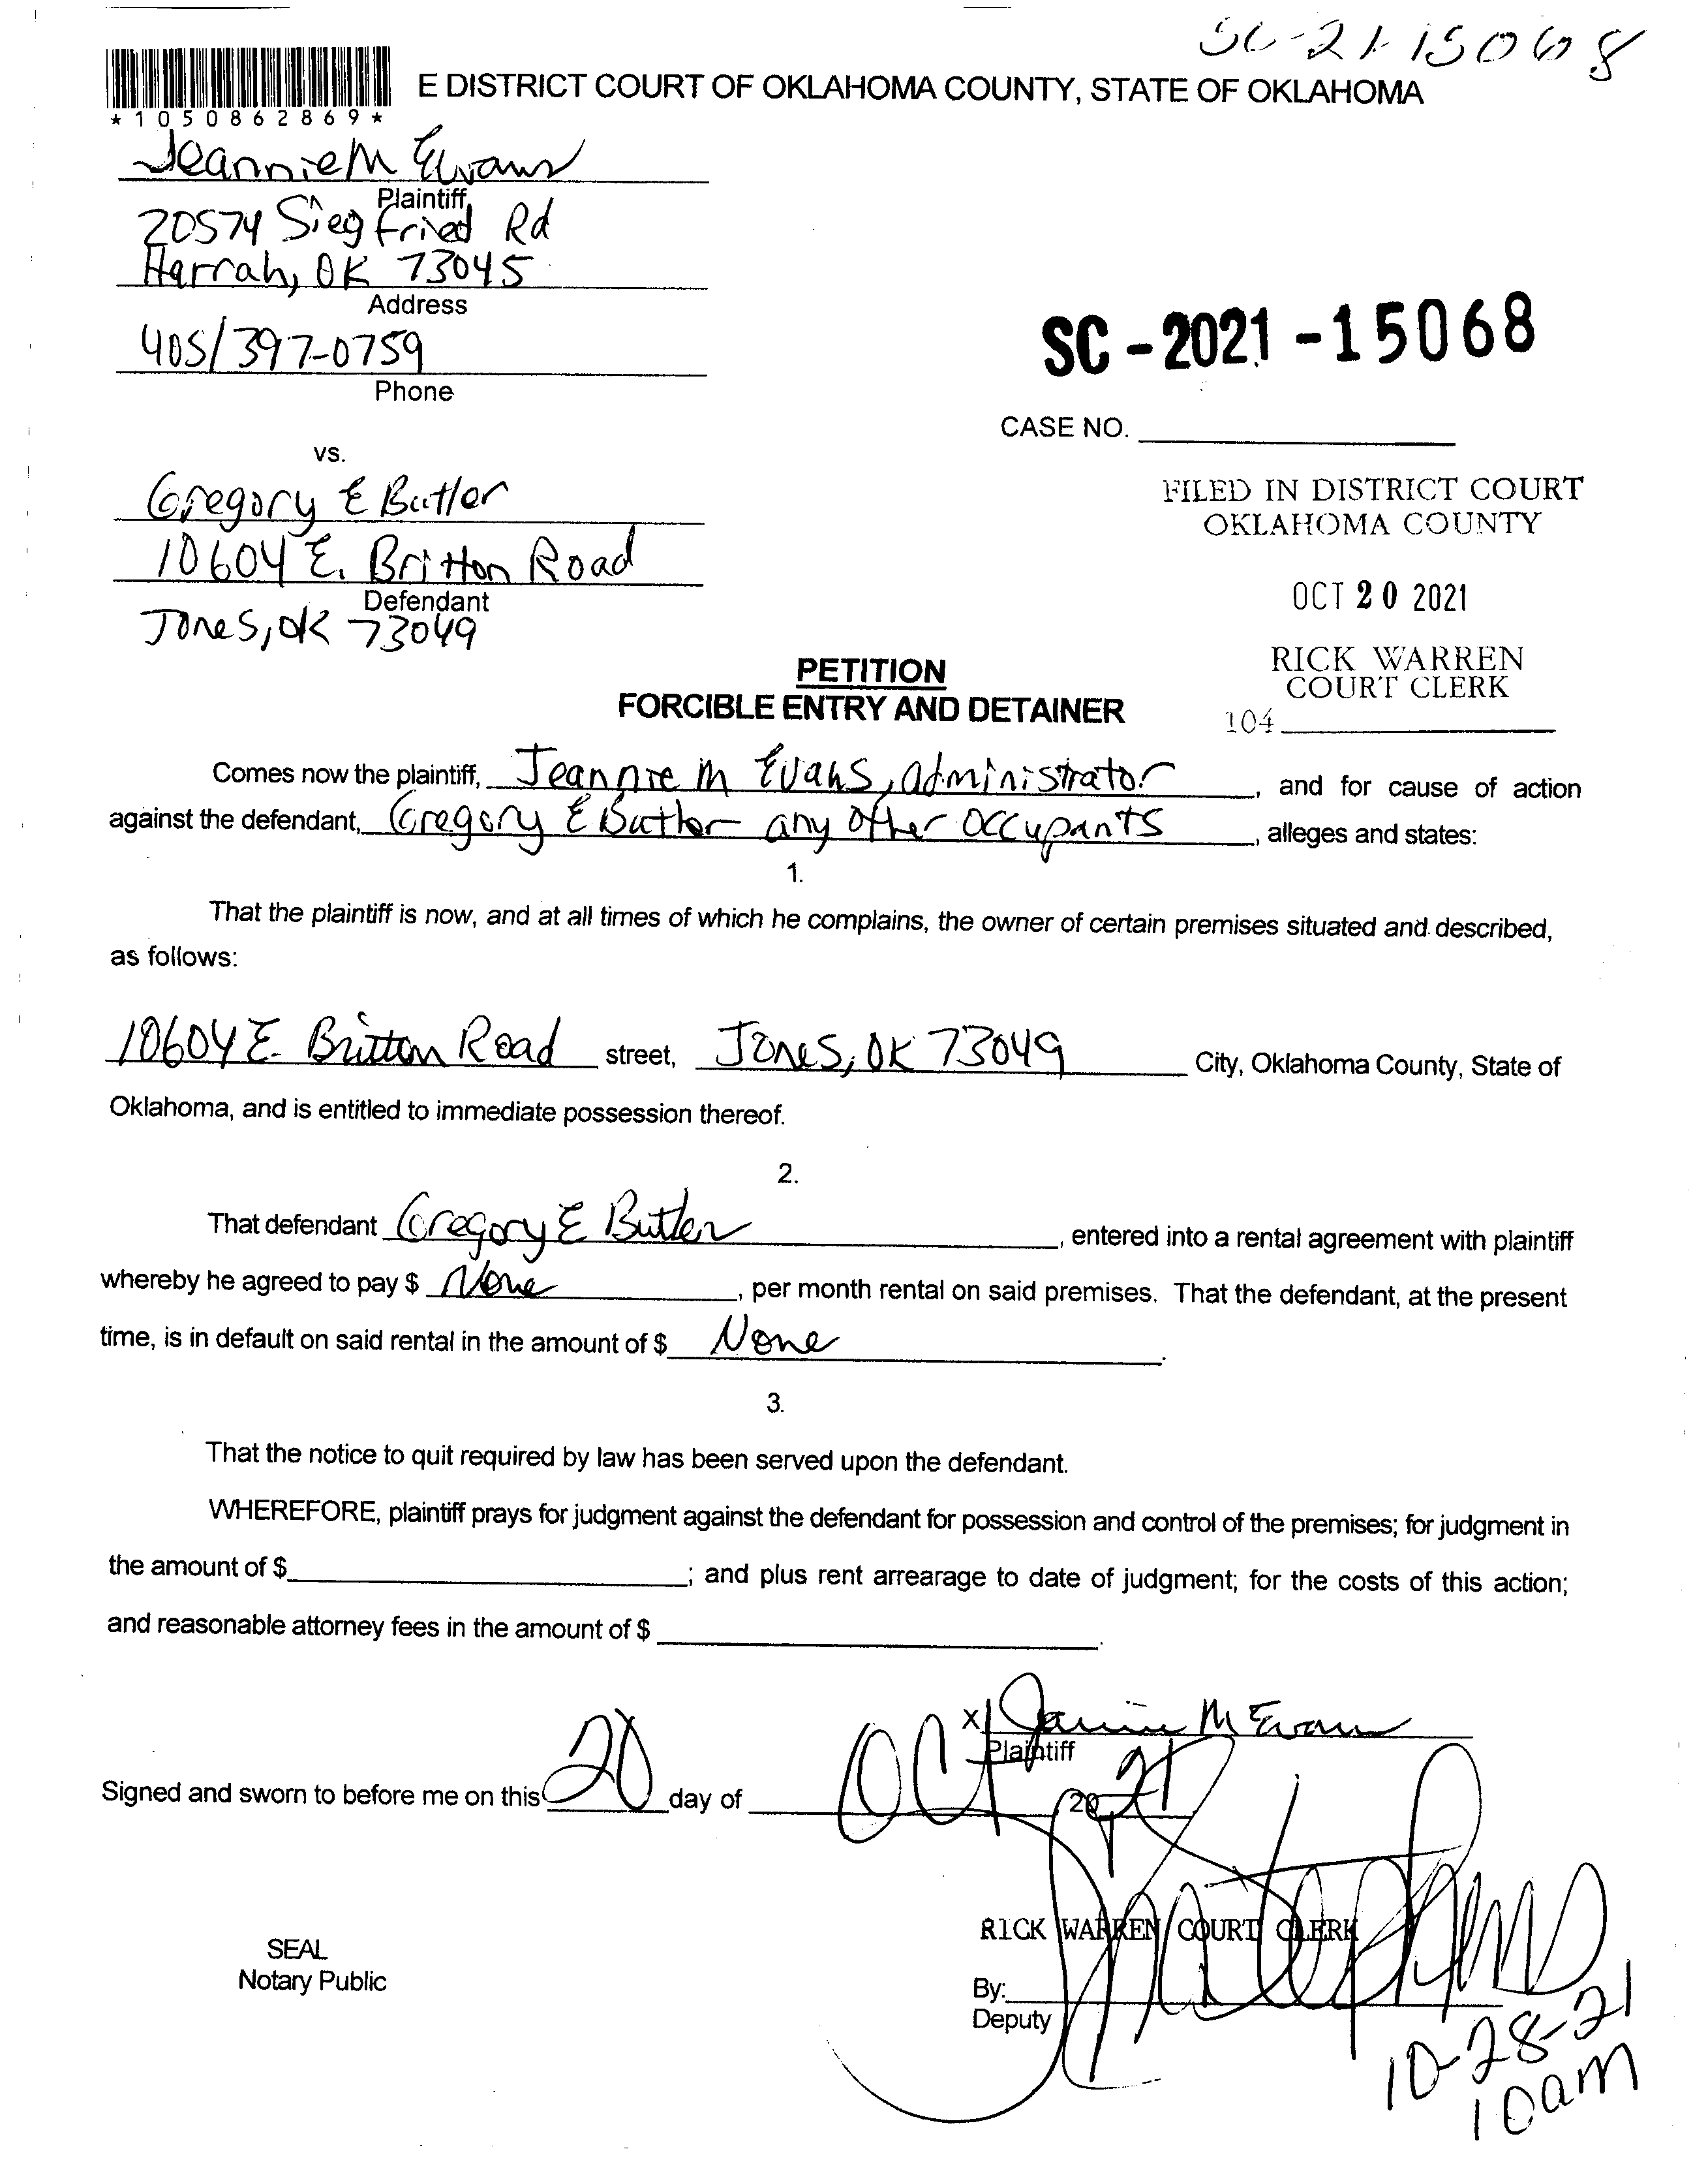 SC-21-15068
E DISTRICT COURT OF OKLAHOMA COUNTY, STATE OF OKLAHOMA
*1050862869*
Jeannie M Evans
Plaintiff
20574 Siegfried Rd
Harrah, OK 73045
Address
405/397-0759
Phone
SC-2021-15068
CASE NO.
vs.
Gregory E Butler
10604 E. Britton Road
Defendant
Jones, OK 73049
FILED IN DISTRICT COURT
OKLAHOMA COUNTY
OCT 20 2021
RICK WARREN
COURT CLERK
104
PETITION
FORCIBLE ENTRY AND DETAINER
Comes now the plaintiff, Jeannie M Evans, administrator, and for cause of action
against the defendant, Gregory E Butler any other occupants, alleges and states:
1.
That the plaintiff is now, and at all times of which he complains, the owner of certain premises situated and described,
as follows:
10604 E. Britton Road street, Jones, OK 73049 City, Oklahoma County, State of
Oklahoma, and is entitled to immediate possession thereof.
2.
That defendant Gregory E Butler, entered into a rental agreement with plaintiff
whereby he agreed to pay $ None, per month rental on said premises. That the defendant, at the present
time, is in default on said rental in the amount of $ None.
3.
That the notice to quit required by law has been served upon the defendant.
WHEREFORE, plaintiff prays for judgment against the defendant for possession and control of the premises; for judgment in
the amount of $; and plus rent arrearage to date of judgment; for the costs of this action;
and reasonable attorney fees in the amount of $.
X Jeannie M Evans
Plaintiff
Signed and sworn to before me on this 20 day of Oct, 2021
RICK WARREN COURT CLERK
SEAL
Notary Public
By:
Deputy
10-28-21
10am